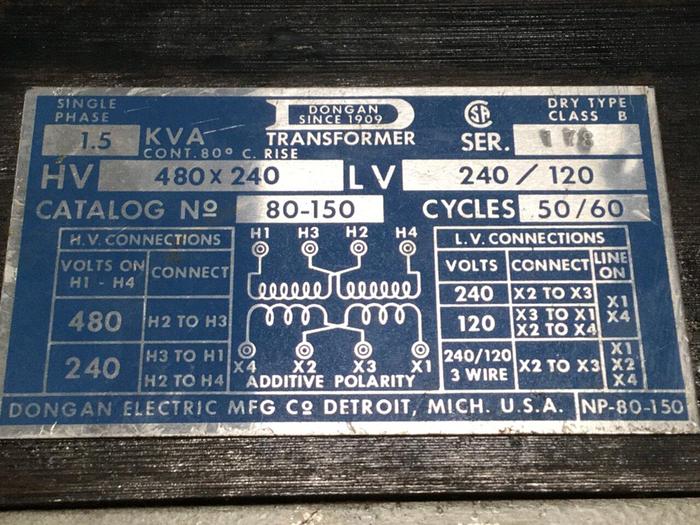 SINGLE PHASE
1.5 KVA
CONT. 80° C. RISE
DONGAN
SINCE 1909
TRANSFORMER
SA
DRY TYPE
CLASS B
SER.
HV 480 x 240 LV 240 / 120
CATALOG Nº 80-150 CYCLES 50/60
H.V. CONNECTIONS
VOLTS ON H1 - H4 CONNECT
480 H2 TO H3
240 H3 TO H1
H2 TO H4
H1 H3 H2 H4
X4 X2 X3 X1
ADDITIVE POLARITY
L.V. CONNECTIONS
VOLTS CONNECT LINE ON
240 X2 TO X3 X1 X4
120 X3 TO X1
X2 TO X4
240/120 3 WIRE X2 TO X3 X1 X2 X4
DONGAN ELECTRIC MFG Cº DETROIT, MICH. U.S.A. NP-80-150